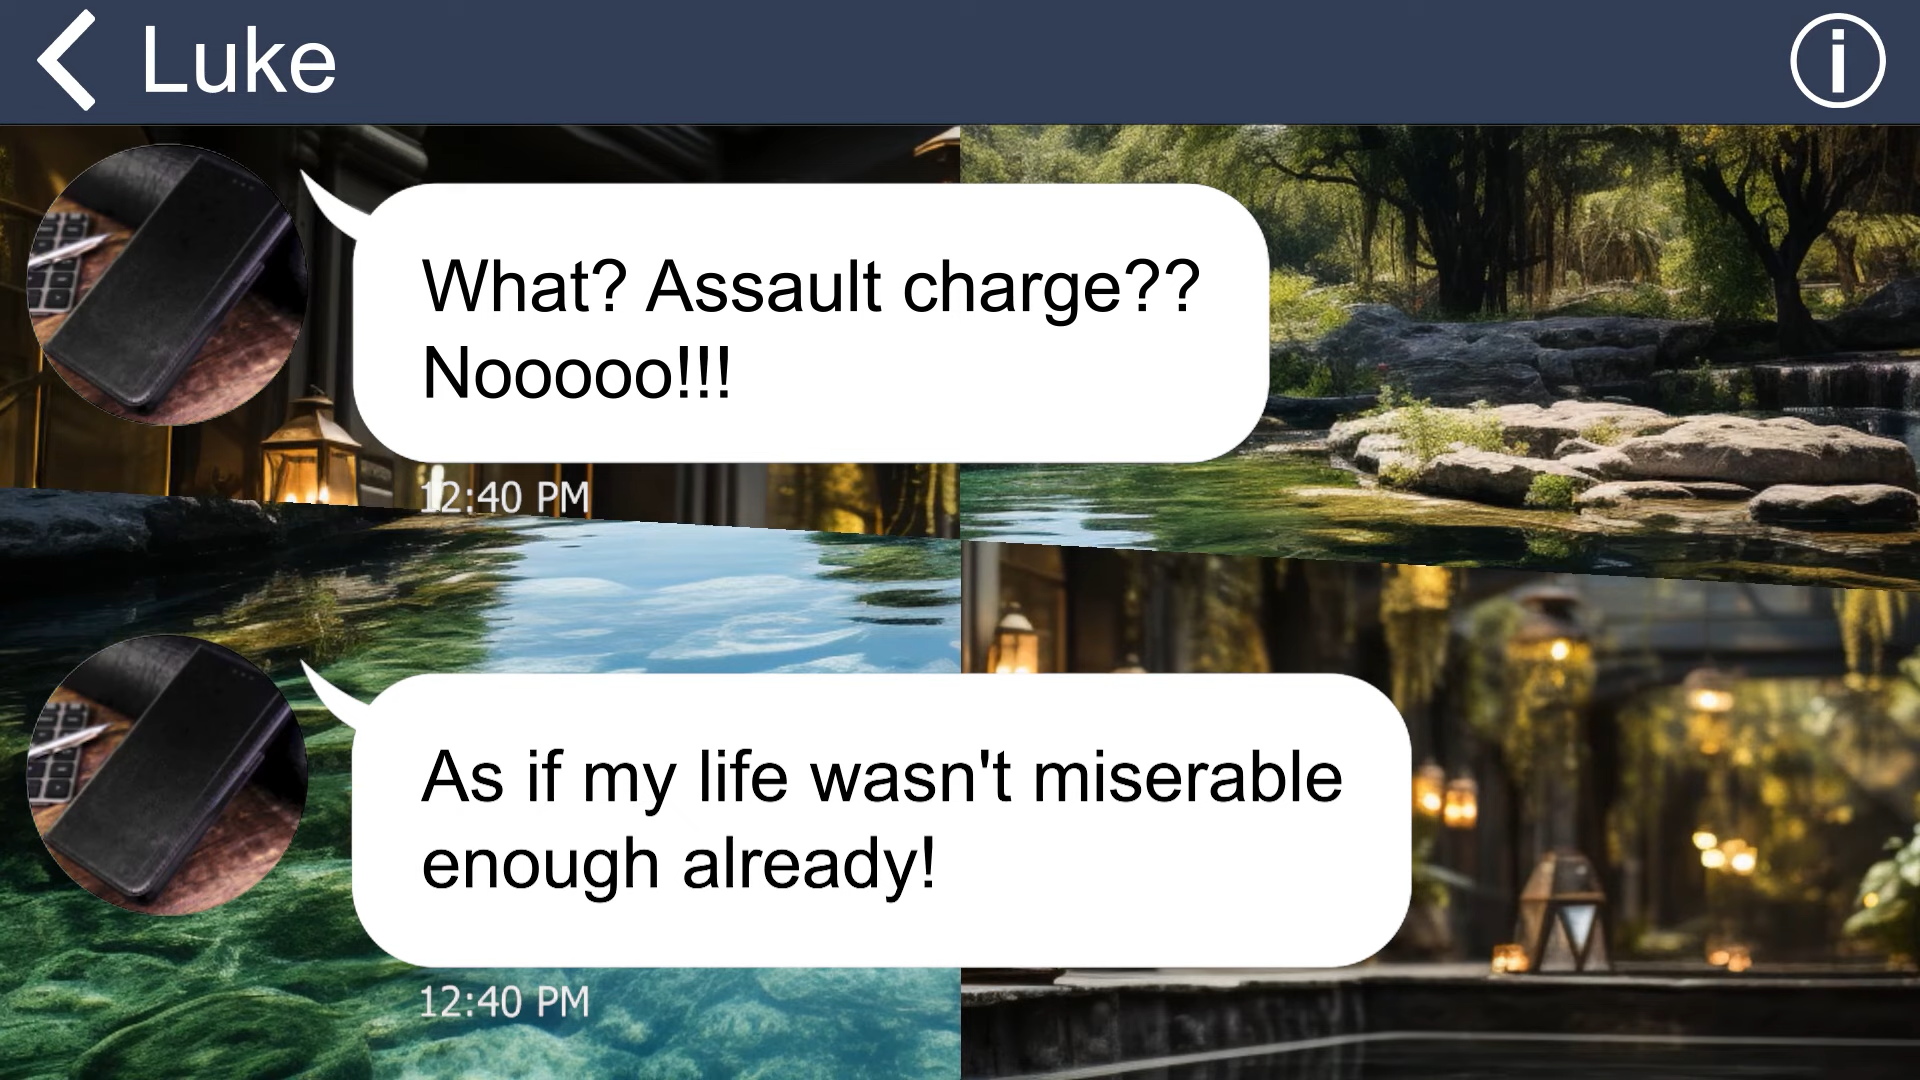 Luke
What? Assault charge??
Nooooo!!!
12:40 PM
As if my life wasn't miserable
enough already!
12:40 PM